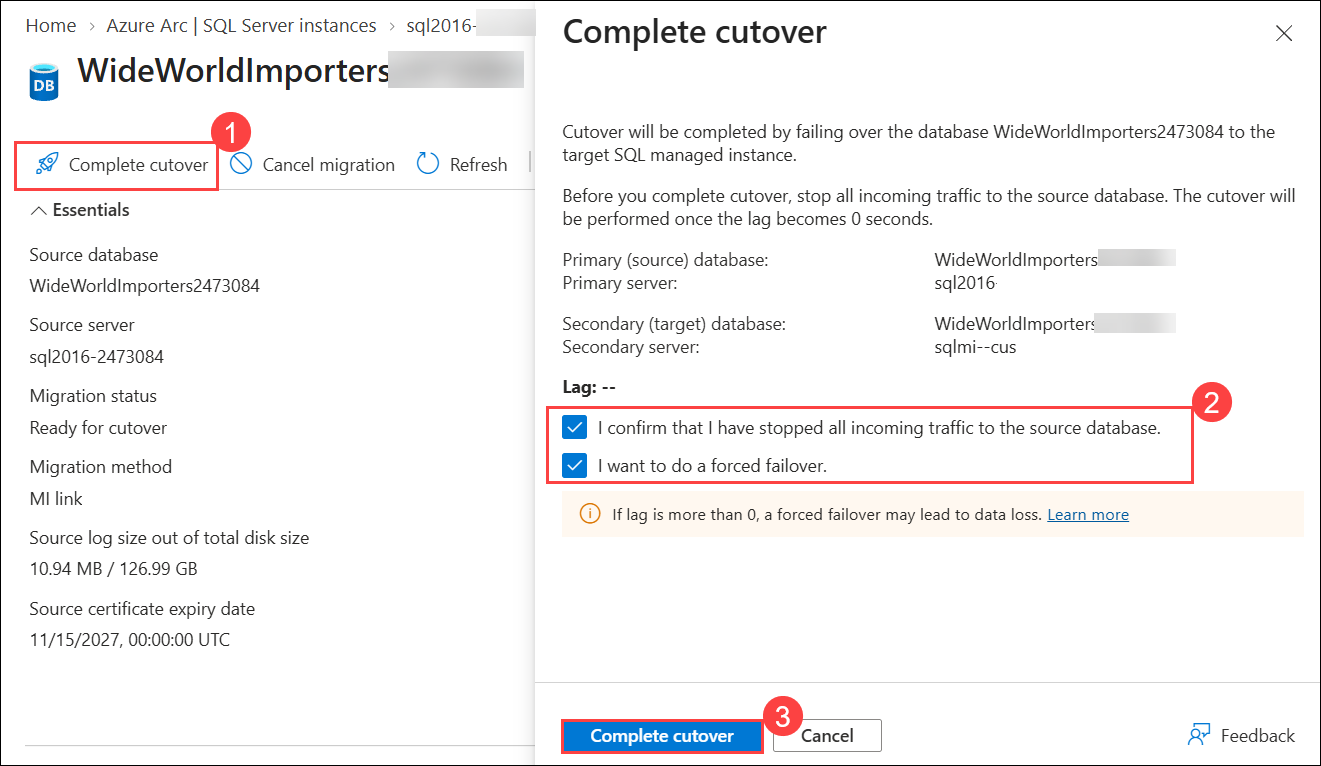 Home > Azure Arc | SQL Server instances > sql2016-
DB
WideWorldImporters
1
Complete cutover
Cancel migration
Refresh
Essentials
Source database
WideWorldImporters2473084
Source server
sql2016-2473084
Migration status
Ready for cutover
Migration method
MI link
Source log size out of total disk size
10.94 MB / 126.99 GB
Source certificate expiry date
11/15/2027, 00:00:00 UTC
Complete cutover
Cutover will be completed by failing over the database WideWorldImporters2473084 to the
target SQL managed instance.
Before you complete cutover, stop all incoming traffic to the source database. The cutover will
be performed once the lag becomes 0 seconds.
Primary (source) database: WideWorldImporters
Primary server: sql2016
Secondary (target) database: WideWorldImporters
Secondary server: sqlmi--cus
Lag: --
2
I confirm that I have stopped all incoming traffic to the source database.
I want to do a forced failover.
If lag is more than 0, a forced failover may lead to data loss. Learn more
3
Complete cutover
Cancel
Feedback